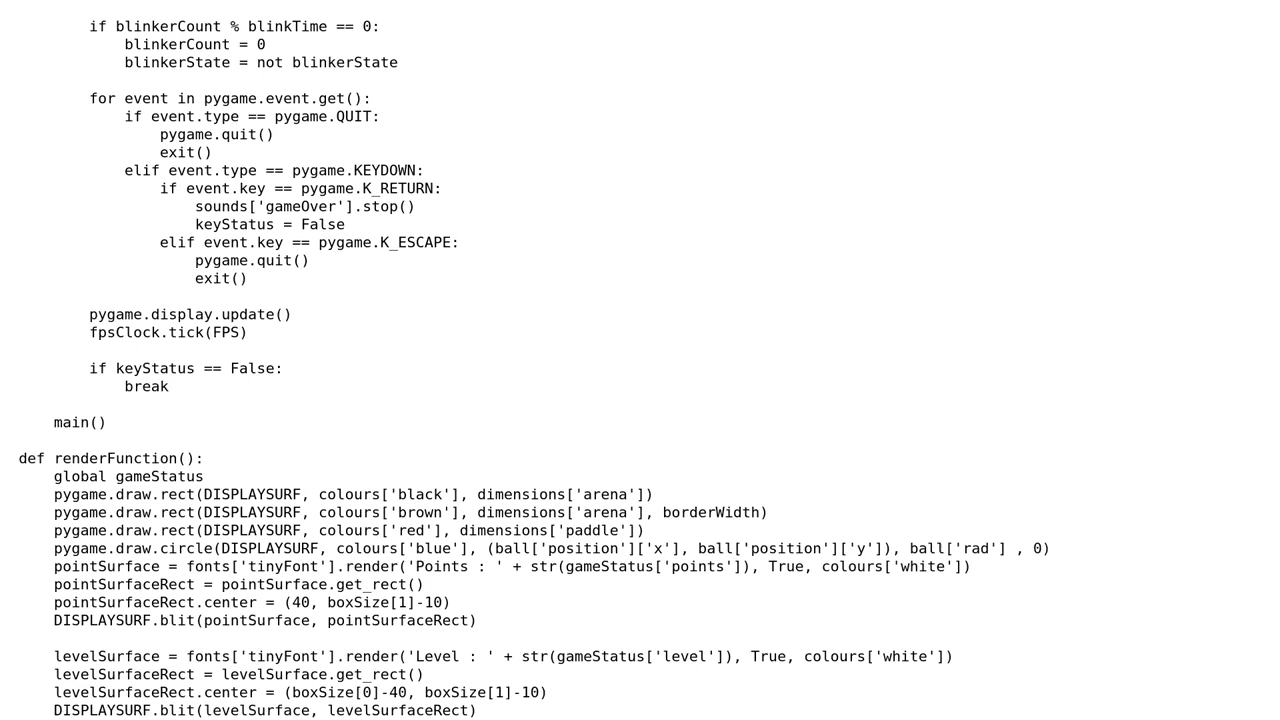 if blinkerCount % blinkTime == 0:
            blinkerCount = 0
            blinkerState = not blinkerState

        for event in pygame.event.get():
            if event.type == pygame.QUIT:
                pygame.quit()
                exit()
            elif event.type == pygame.KEYDOWN:
                if event.key == pygame.K_RETURN:
                    sounds['gameOver'].stop()
                    keyStatus = False
                elif event.key == pygame.K_ESCAPE:
                    pygame.quit()
                    exit()

        pygame.display.update()
        fpsClock.tick(FPS)

        if keyStatus == False:
            break

    main()

def renderFunction():
    global gameStatus
    pygame.draw.rect(DISPLAYSURF, colours['black'], dimensions['arena'])
    pygame.draw.rect(DISPLAYSURF, colours['brown'], dimensions['arena'], borderWidth)
    pygame.draw.rect(DISPLAYSURF, colours['red'], dimensions['paddle'])
    pygame.draw.circle(DISPLAYSURF, colours['blue'], (ball['position']['x'], ball['position']['y']), ball['rad'] , 0)
    pointSurface = fonts['tinyFont'].render('Points : ' + str(gameStatus['points']), True, colours['white'])
    pointSurfaceRect = pointSurface.get_rect()
    pointSurfaceRect.center = (40, boxSize[1]-10)
    DISPLAYSURF.blit(pointSurface, pointSurfaceRect)

    levelSurface = fonts['tinyFont'].render('Level : ' + str(gameStatus['level']), True, colours['white'])
    levelSurfaceRect = levelSurface.get_rect()
    levelSurfaceRect.center = (boxSize[0]-40, boxSize[1]-10)
    DISPLAYSURF.blit(levelSurface, levelSurfaceRect)